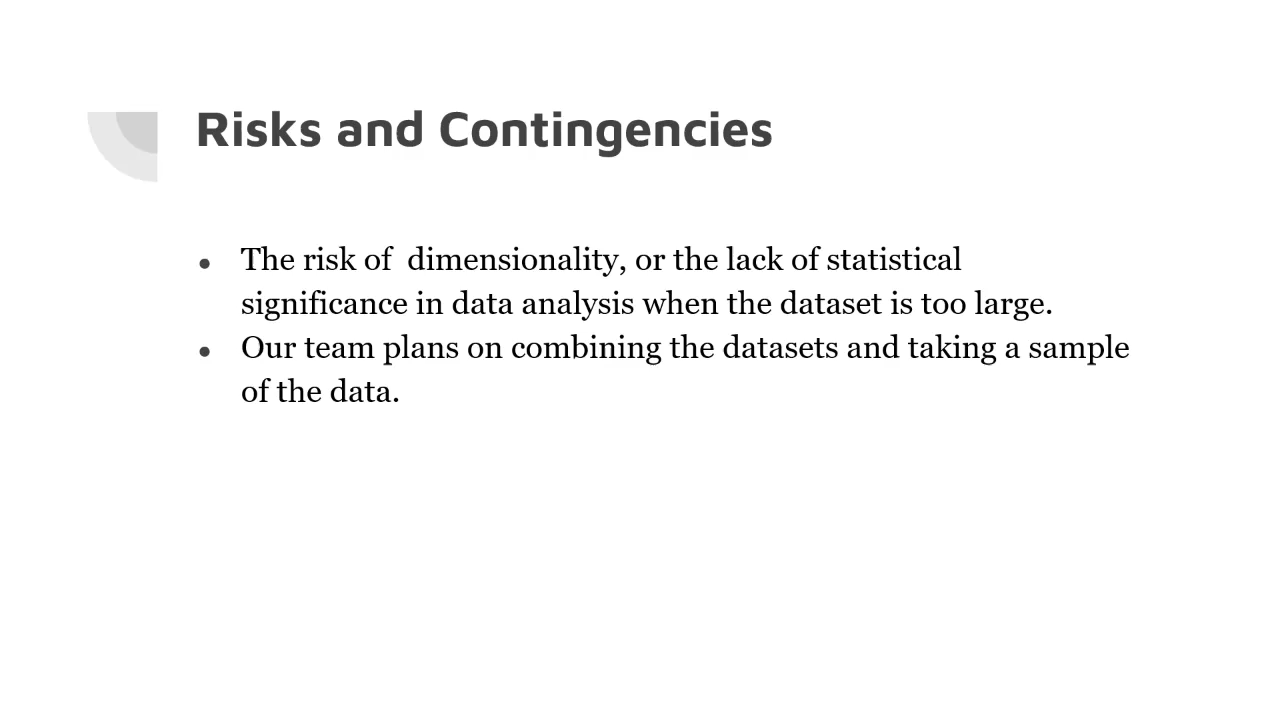 Risks and Contingencies
● The risk of  dimensionality, or the lack of statistical
significance in data analysis when the dataset is too large.
● Our team plans on combining the datasets and taking a sample
of the data.